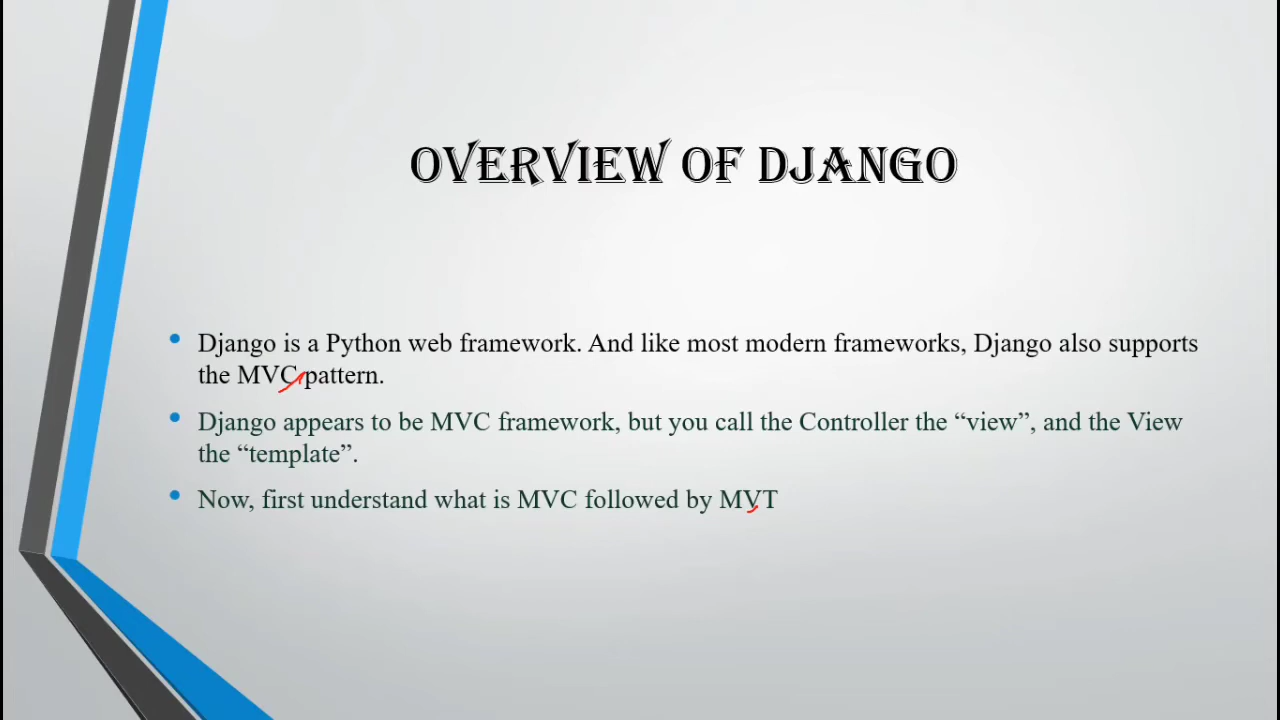 OVERVIEW OF DJANGO
Django is a Python web framework. And like most modern frameworks, Django also supports
the MVC pattern.
Django appears to be MVC framework, but you call the Controller the “view”, and the View
the “template”.
Now, first understand what is MVC followed by MVT